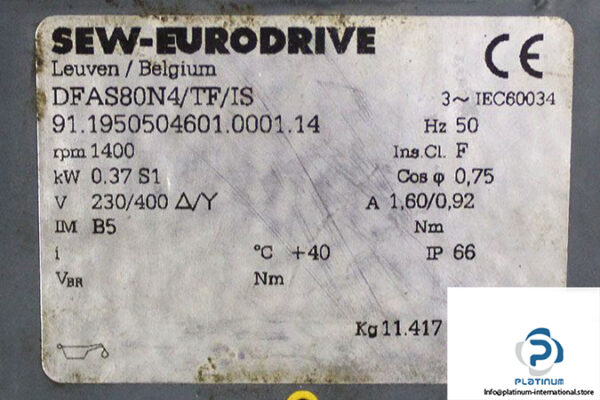 SEW-EURODRIVE
Leuven / Belgium
CE
DFAS80N4/TF/IS
3~ IEC60034
91.1950504601.0001.14
Hz 50
rpm 1400
Ins.Cl. F
kW 0.37 S1
Cos φ 0,75
V 230/400 Δ/Y
A 1,60/0,92
IM B5
Nm
i
°C +40
IP 66
VBR
Nm
Kg 11.417
P
PLATINUM
Info@platinum-international.store